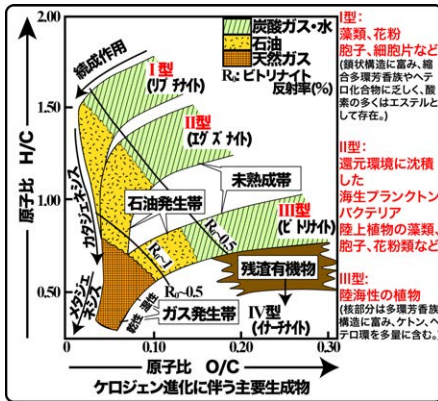 炭酸ガス・水
石油
天然ガス
R₀:ビトリナイト
反射率(%)
続成作用
I型
(リプチナイト)
II型
(エグズナイト)
未熟成帯
石油発生帯
III型
(ビトリナイト)
カタジェネシス
R₀~0.5
R₀~1
R₀~0.5
残渣有機物
メタジェ
ネシス
乾性 湿性
ガス発生帯
IV型
(イナーナイト)
原子比 H/C
1.50
1.00
0.50
0
0.10
0.20
0.30
原子比 O/C
ケロジェン進化に伴う主要生成物
I型:
藻類、花粉
胞子、細胞片など
(鎖状構造に富み、縮
合多環芳香族やヘテ
ロ環に乏しく、酸
素の多くはエステルと
して存在。)
II型:
還元環境に沈積
した
海生プランクトン
バクテリア
陸上植物の藻類、
胞子、花粉類など
III型:
陸海性の植物
(核部分は多環芳香族
構造に富み、ケトン、ヘ
テロ環を多量に含む。)